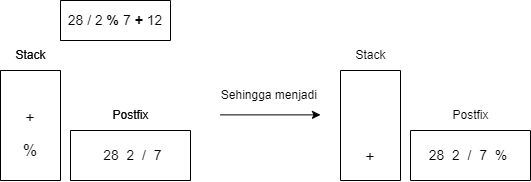 28 / 2 % 7 + 12
Stack
+
%
Postfix
28 2 / 7
Sehingga menjadi
Stack
+
Postfix
28 2 / 7 %